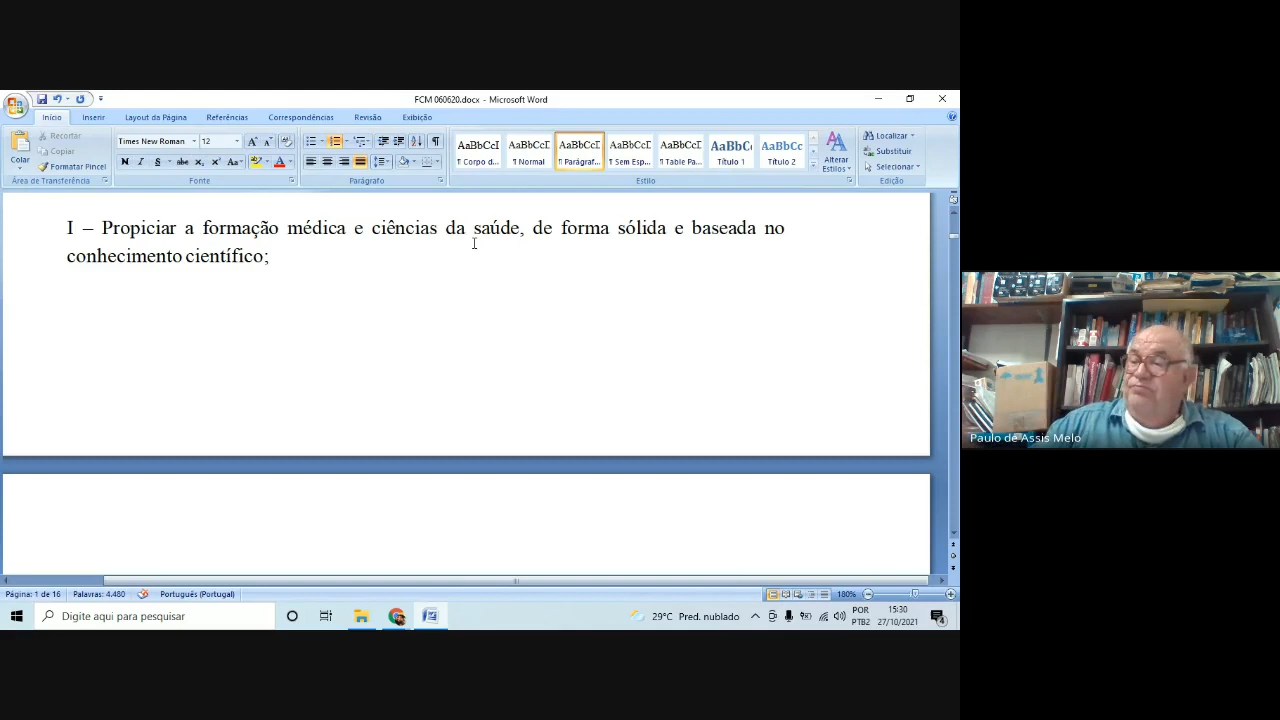 FCM 060620.docx - Microsoft Word
Início Inserir Layout da Página Referências Correspondências Revisão Exibição
Colar
Recortar
Copiar
Formatar Pincel
Área de Transferência
Times New Roman 12
Fonte
Parágrafo
AaBbCcI AaBbCcI AaBbCcI AaBbCcI AaBbCcI AaBbC AaBbCc
¶ Corpo d... ¶ Normal ¶ Parágraf... ¶ Sem Esp... ¶ Table Pa... Título 1 Título 2
Alterar
Estilos
Estilo
Localizar
Substituir
Selecionar
Edição
I – Propiciar a formação médica e ciências da saúde, de forma sólida e baseada no
conhecimento científico;
Paulo de Assis Melo
Página: 1 de 16 Palavras: 4.480 Português (Portugal) 180%
Digite aqui para pesquisar
29°C Pred. nublado
POR
PTB2
15:30
27/10/2021
4